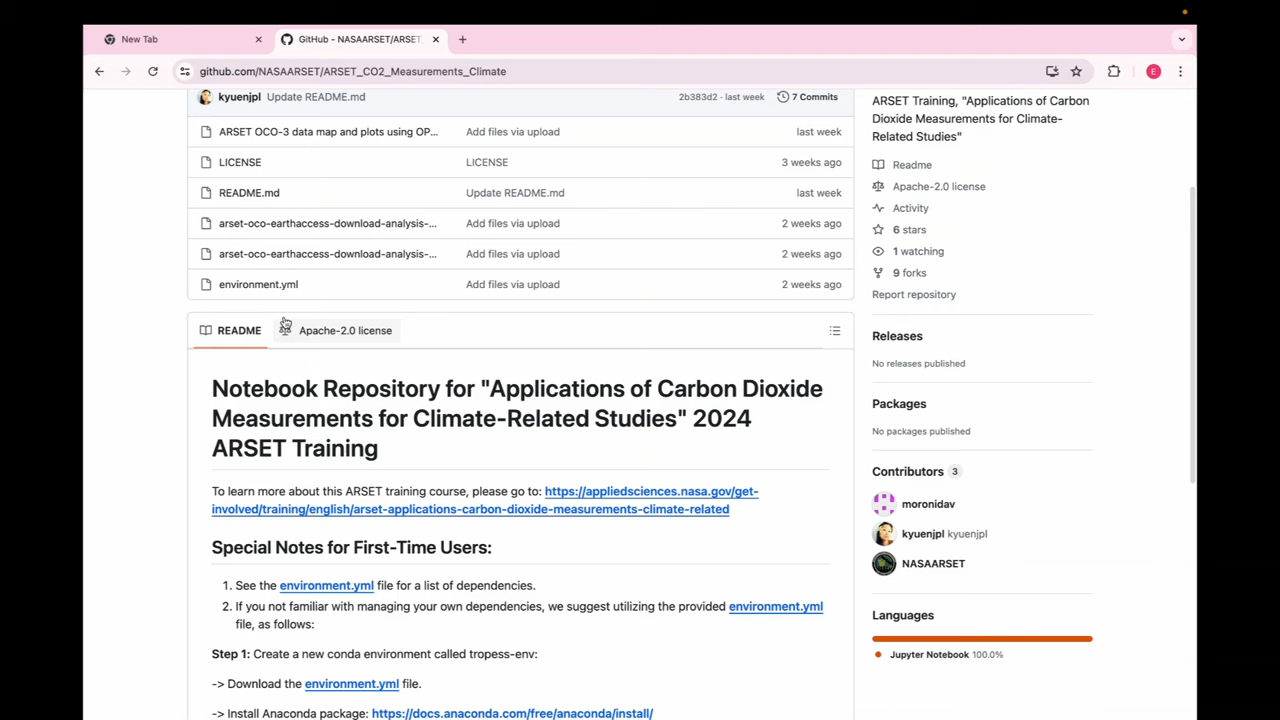 New Tab
GitHub - NASAARSET/ARSET_
github.com/NASAARSET/ARSET_CO2_Measurements_Climate
E
kyuenjpl Update README.md 2b383d2 · last week 7 Commits
ARSET OCO-3 data map and plots using OP... Add files via upload last week
LICENSE LICENSE 3 weeks ago
README.md Update README.md last week
arset-oco-earthaccess-download-analysis-... Add files via upload 2 weeks ago
arset-oco-earthaccess-download-analysis-... Add files via upload 2 weeks ago
environment.yml Add files via upload 2 weeks ago
README Apache-2.0 license
Notebook Repository for "Applications of Carbon Dioxide
Measurements for Climate-Related Studies" 2024
ARSET Training
To learn more about this ARSET training course, please go to: https://appliedsciences.nasa.gov/get-
involved/training/english/arset-applications-carbon-dioxide-measurements-climate-related
Special Notes for First-Time Users:
1. See the environment.yml file for a list of dependencies.
2. If you not familiar with managing your own dependencies, we suggest utilizing the provided environment.yml
file, as follows:
Step 1: Create a new conda environment called tropess-env:
-> Download the environment.yml file.
-> Install Anaconda package: https://docs.anaconda.com/free/anaconda/install/
ARSET Training, "Applications of Carbon
Dioxide Measurements for Climate-
Related Studies"
Readme
Apache-2.0 license
Activity
6 stars
1 watching
9 forks
Report repository
Releases
No releases published
Packages
No packages published
Contributors 3
moronidav
kyuenjpl kyuenjpl
NASAARSET
Languages
Jupyter Notebook 100.0%